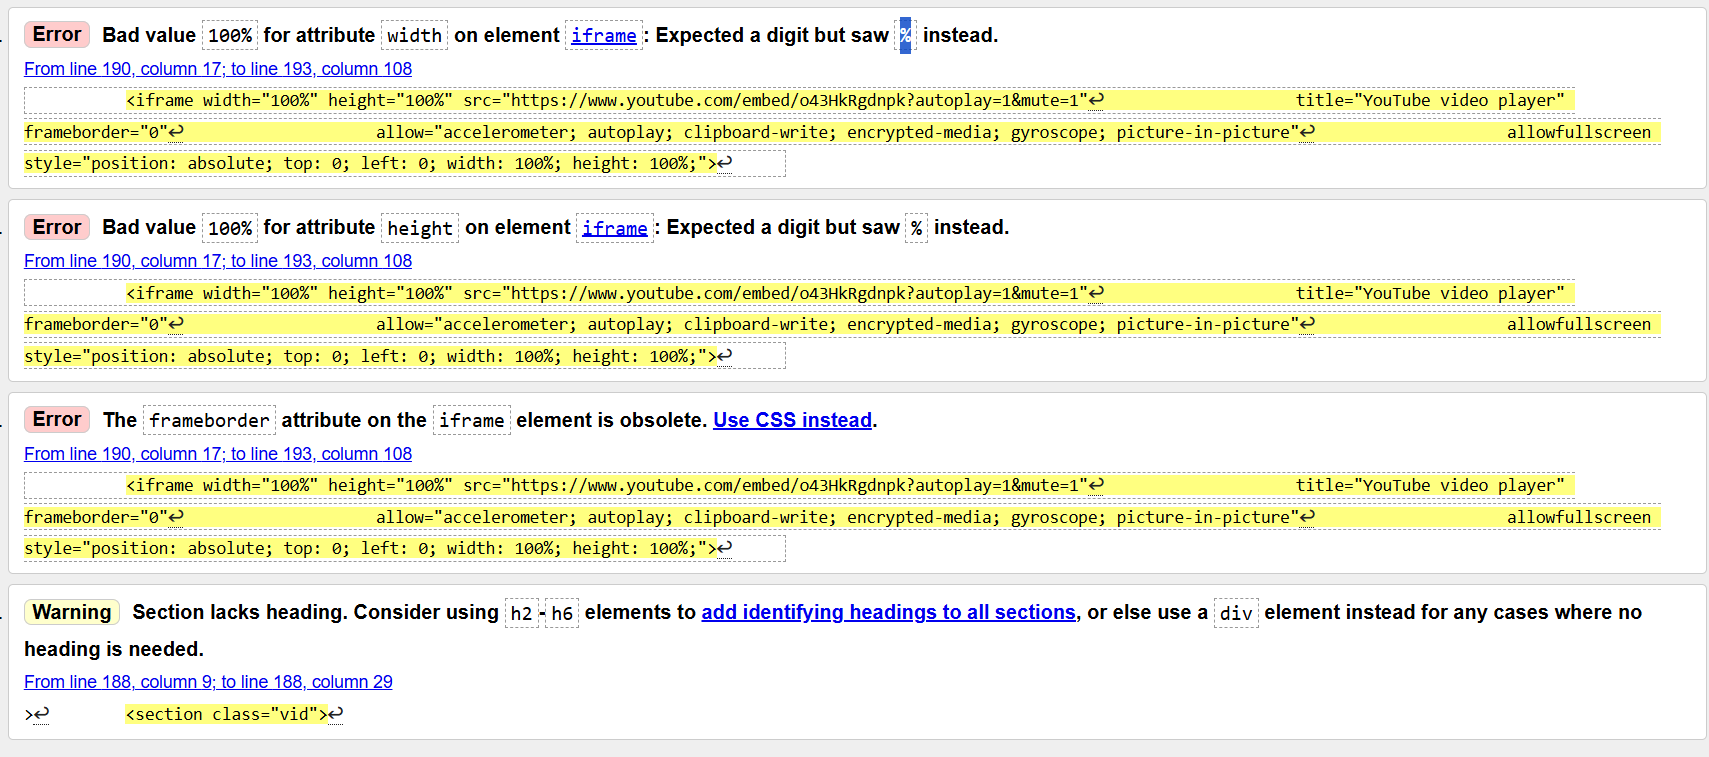 Error Bad value 100% for attribute width on element iframe: Expected a digit but saw % instead.
From line 190, column 17; to line 193, column 108
<iframe width="100%" height="100%" src="https://www.youtube.com/embed/o43HkRgdnpk?autoplay=1&mute=1"↩ title="YouTube video player"
frameborder="0"↩ allow="accelerometer; autoplay; clipboard-write; encrypted-media; gyroscope; picture-in-picture"↩ allowfullscreen
style="position: absolute; top: 0; left: 0; width: 100%; height: 100%;">↩
Error Bad value 100% for attribute height on element iframe: Expected a digit but saw % instead.
From line 190, column 17; to line 193, column 108
<iframe width="100%" height="100%" src="https://www.youtube.com/embed/o43HkRgdnpk?autoplay=1&mute=1"↩ title="YouTube video player"
frameborder="0"↩ allow="accelerometer; autoplay; clipboard-write; encrypted-media; gyroscope; picture-in-picture"↩ allowfullscreen
style="position: absolute; top: 0; left: 0; width: 100%; height: 100%;">↩
Error The frameborder attribute on the iframe element is obsolete. Use CSS instead.
From line 190, column 17; to line 193, column 108
<iframe width="100%" height="100%" src="https://www.youtube.com/embed/o43HkRgdnpk?autoplay=1&mute=1"↩ title="YouTube video player"
frameborder="0"↩ allow="accelerometer; autoplay; clipboard-write; encrypted-media; gyroscope; picture-in-picture"↩ allowfullscreen
style="position: absolute; top: 0; left: 0; width: 100%; height: 100%;">↩
Warning Section lacks heading. Consider using h2-h6 elements to add identifying headings to all sections, or else use a div element instead for any cases where no
heading is needed.
From line 188, column 9; to line 188, column 29
>↩ <section class="vid">↩